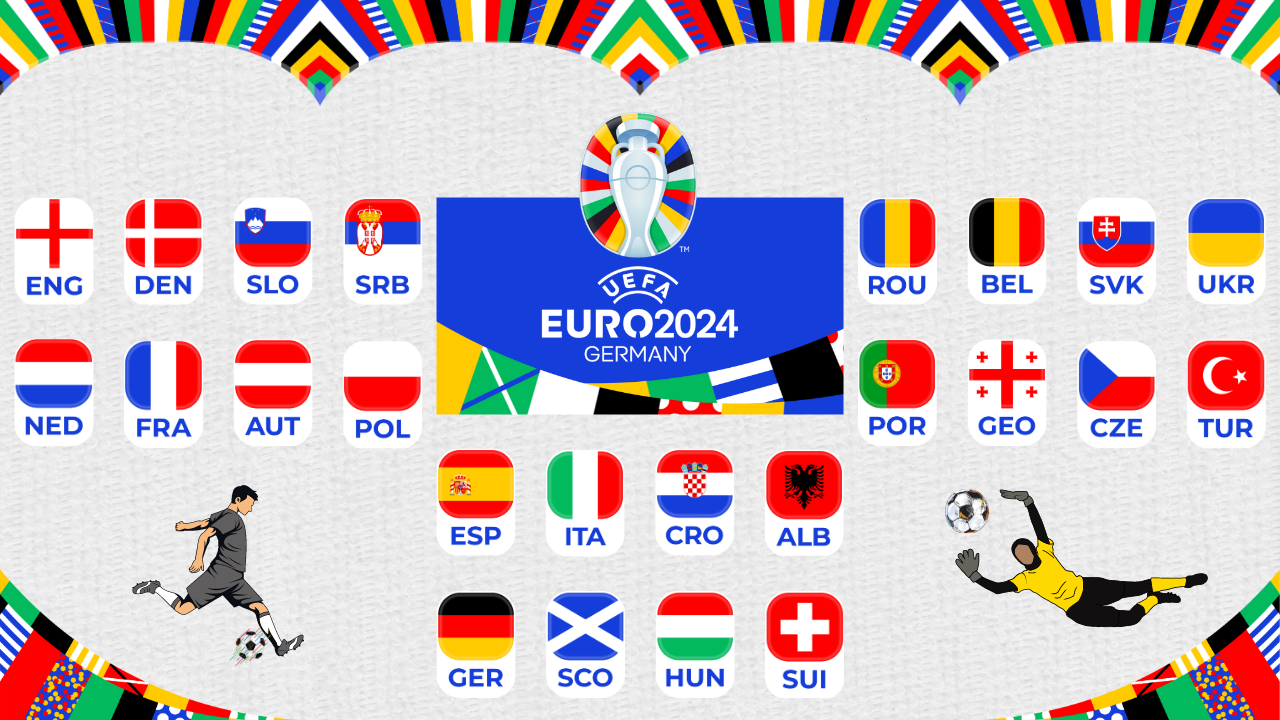 ™
UEFA
EURO2024
GERMANY
ENG DEN SLO SRB
NED FRA AUT POL
ROU BEL SVK UKR
POR GEO CZE TUR
ESP ITA CRO ALB
GER SCO HUN SUI